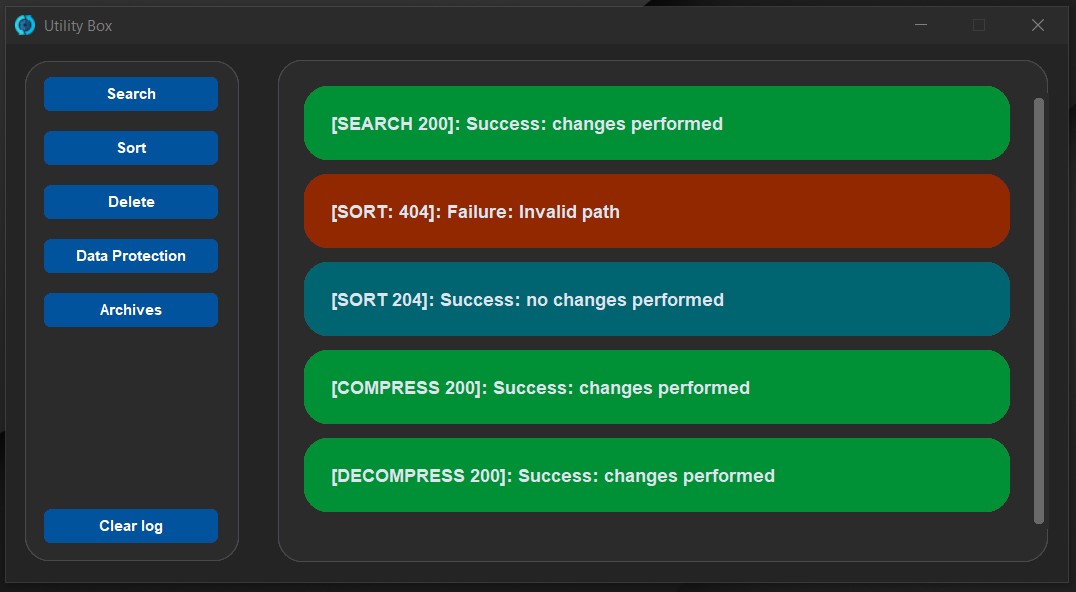 Utility Box
Search
Sort
Delete
Data Protection
Archives
Clear log
[SEARCH 200]: Success: changes performed
[SORT: 404]: Failure: Invalid path
[SORT 204]: Success: no changes performed
[COMPRESS 200]: Success: changes performed
[DECOMPRESS 200]: Success: changes performed